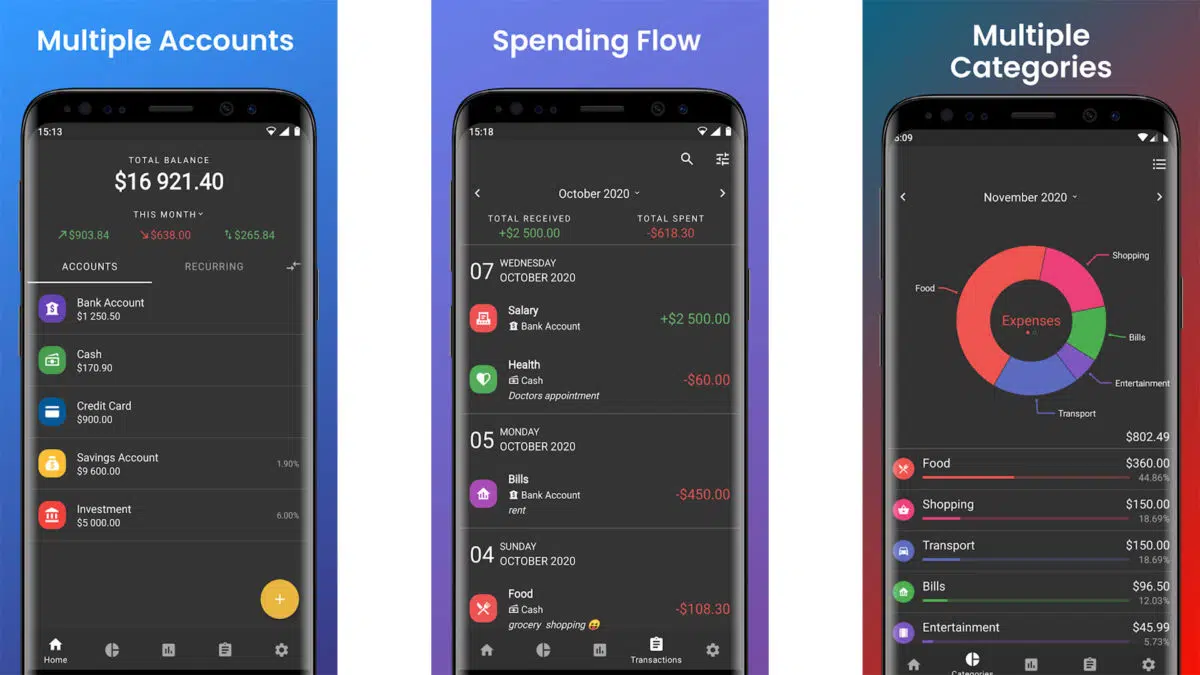 Multiple Accounts
15:13
TOTAL BALANCE
$16 921.40
THIS MONTH
$903.84 $638.00 $265.84
ACCOUNTS RECURRING
Bank Account
$1 250.50
Cash
$170.90
Credit Card
$900.00
Savings Account
$9 600.00 1.90%
Investment
$5 000.00 6.00%
Home
Spending Flow
15:18
October 2020
TOTAL RECEIVED TOTAL SPENT
+$2 500.00 -$618.30
07 WEDNESDAY
OCTOBER 2020
Salary
Bank Account +$2 500.00
Health
Cash -$60.00
Doctors appointment
05 MONDAY
OCTOBER 2020
Bills
Bank Account -$450.00
rent
04 SUNDAY
OCTOBER 2020
Food
Cash -$108.30
grocery shopping 😝
Transactions
Multiple
Categories
5:09
November 2020
Shopping
Food
Expenses
Bills
Entertainment
Transport
$802.49
Food $360.00
44.86%
Shopping $150.00
18.69%
Transport $150.00
18.69%
Bills $96.50
12.03%
Entertainment $45.99
5.73%
Categories